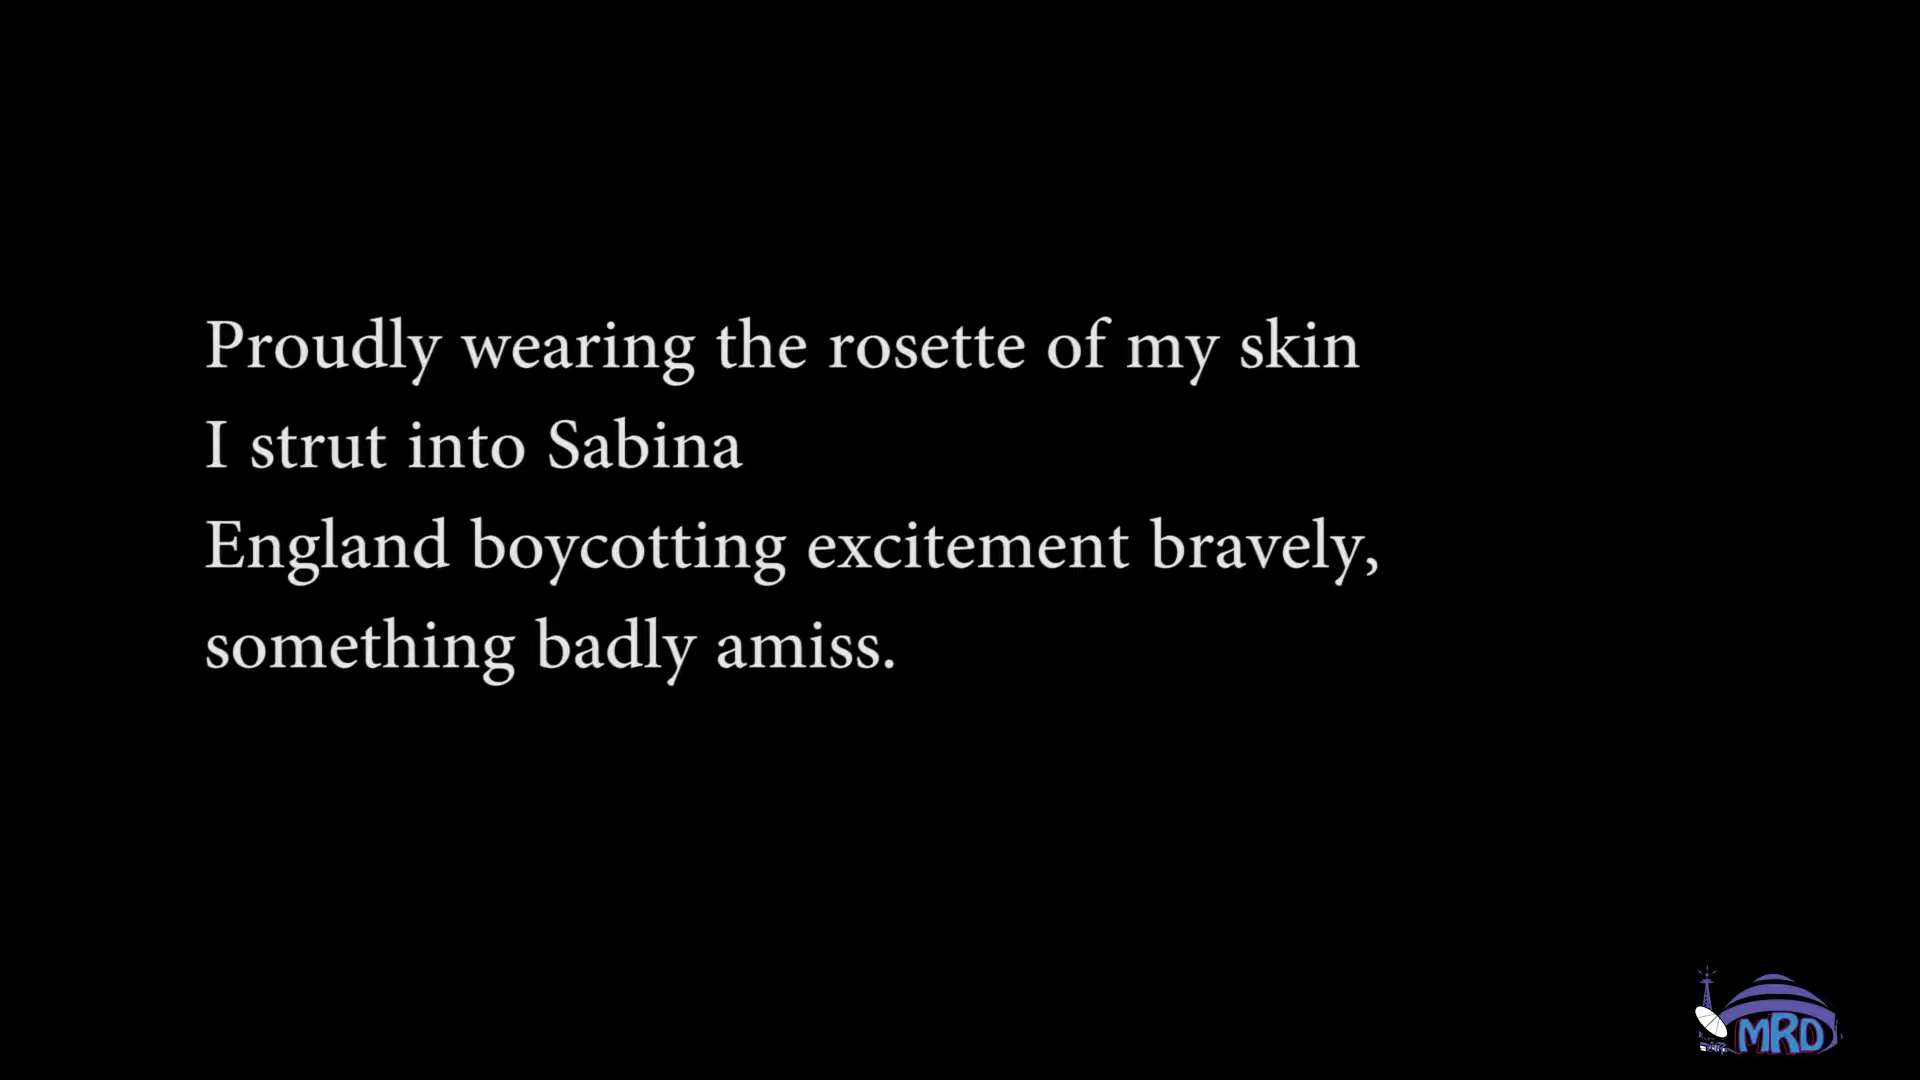 Proudly wearing the rosette of my skin
I strut into Sabina
England boycotting excitement bravely,
something badly amiss.
MRD